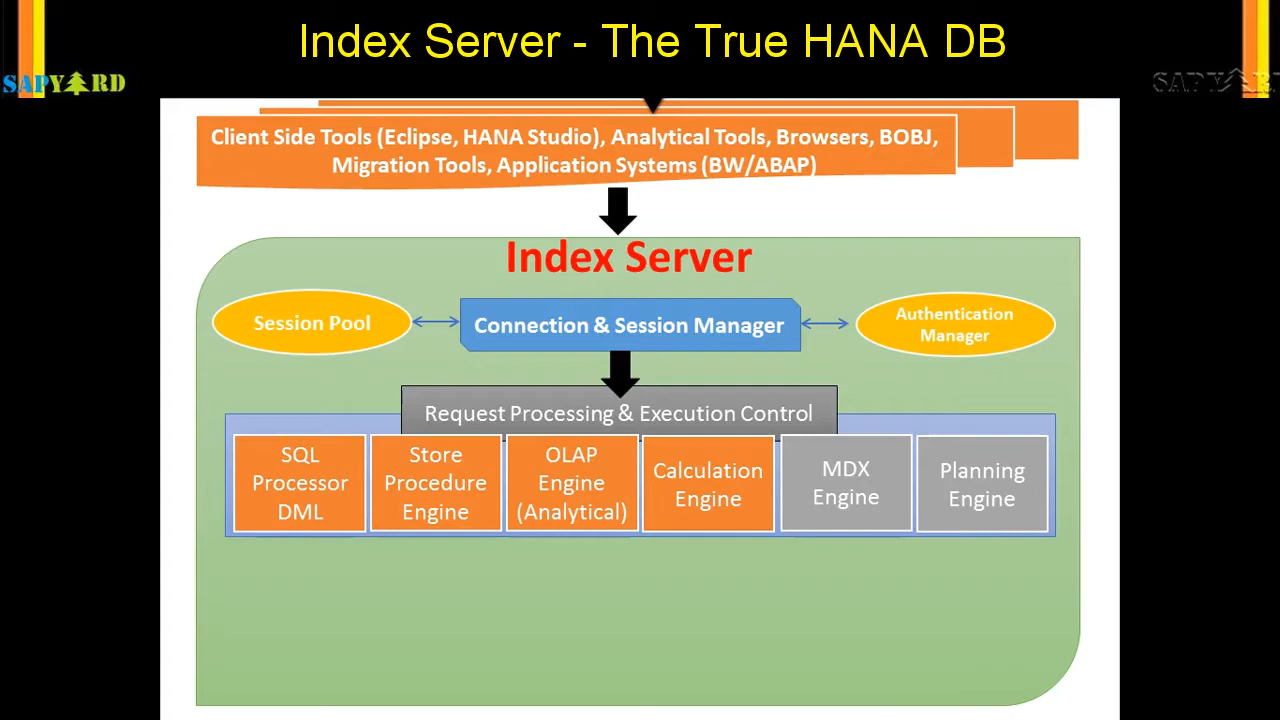 Index Server - The True HANA DB
SAPYARD
SAPYARD
Client Side Tools (Eclipse, HANA Studio), Analytical Tools, Browsers, BOBJ,
Migration Tools, Application Systems (BW/ABAP)
Index Server
Session Pool
Connection & Session Manager
Authentication
Manager
Request Processing & Execution Control
SQL
Processor
DML
Store
Procedure
Engine
OLAP
Engine
(Analytical)
Calculation
Engine
MDX
Engine
Planning
Engine